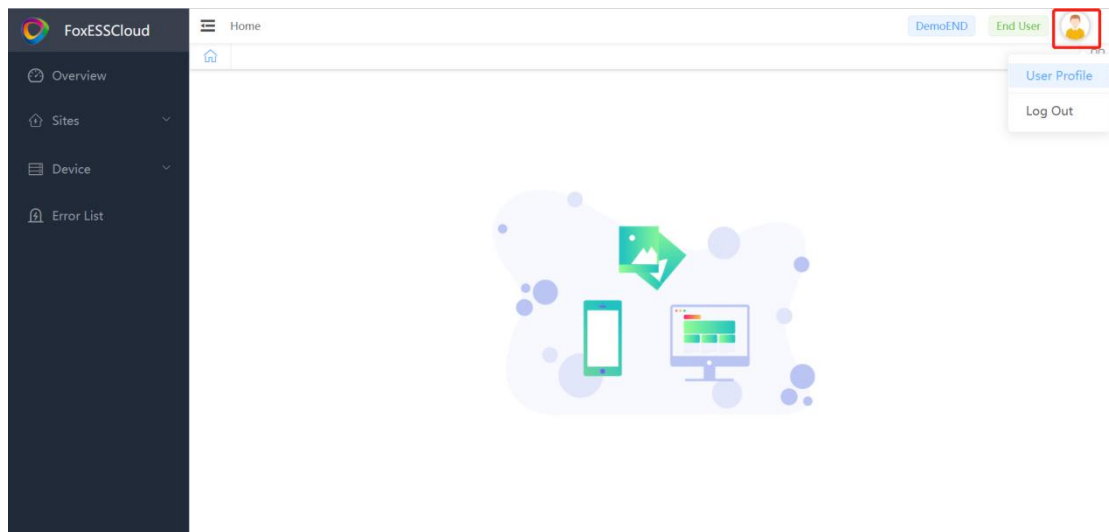 FoxESSCloud
Home
DemoEND
End User
User Profile
Log Out
Overview
Sites
Device
Error List